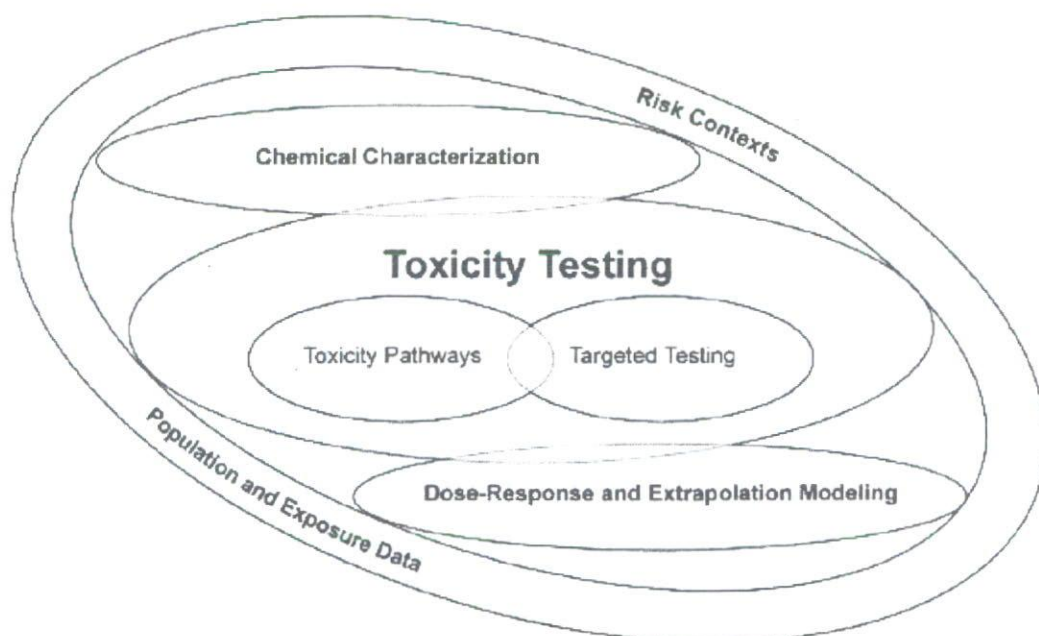 Risk Contexts
Chemical Characterization
Toxicity Testing
Toxicity Pathways
Targeted Testing
Dose-Response and Extrapolation Modeling
Population and Exposure Data